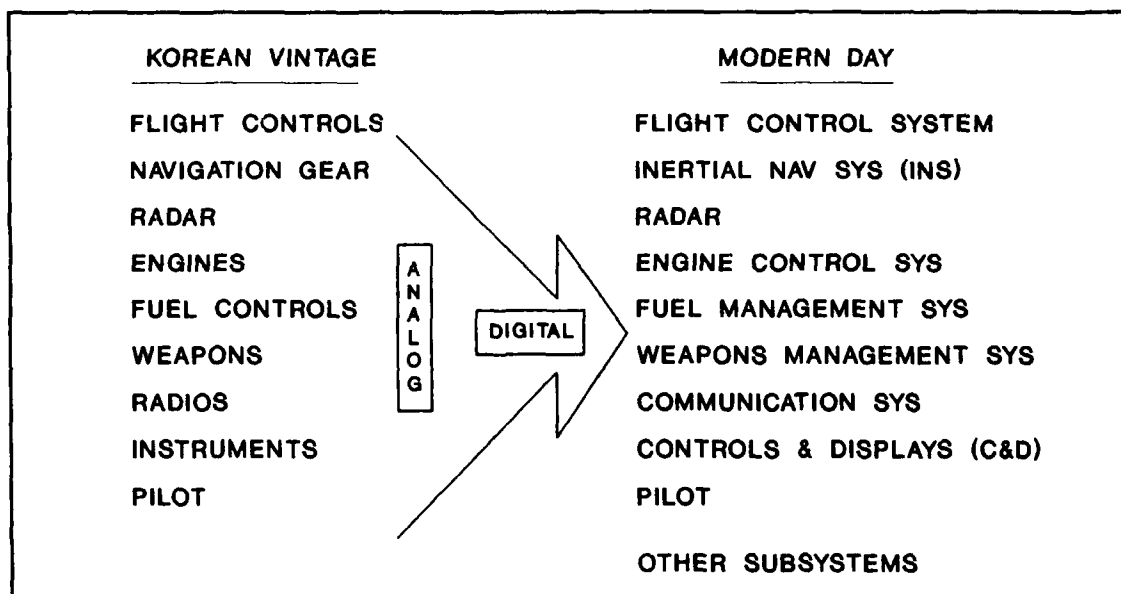 KOREAN VINTAGE
FLIGHT CONTROLS
NAVIGATION GEAR
RADAR
ENGINES
FUEL CONTROLS
WEAPONS
RADIOS
INSTRUMENTS
PILOT
ANALOG
DIGITAL
MODERN DAY
FLIGHT CONTROL SYSTEM
INERTIAL NAV SYS (INS)
RADAR
ENGINE CONTROL SYS
FUEL MANAGEMENT SYS
WEAPONS MANAGEMENT SYS
COMMUNICATION SYS
CONTROLS & DISPLAYS (C&D)
PILOT
OTHER SUBSYSTEMS